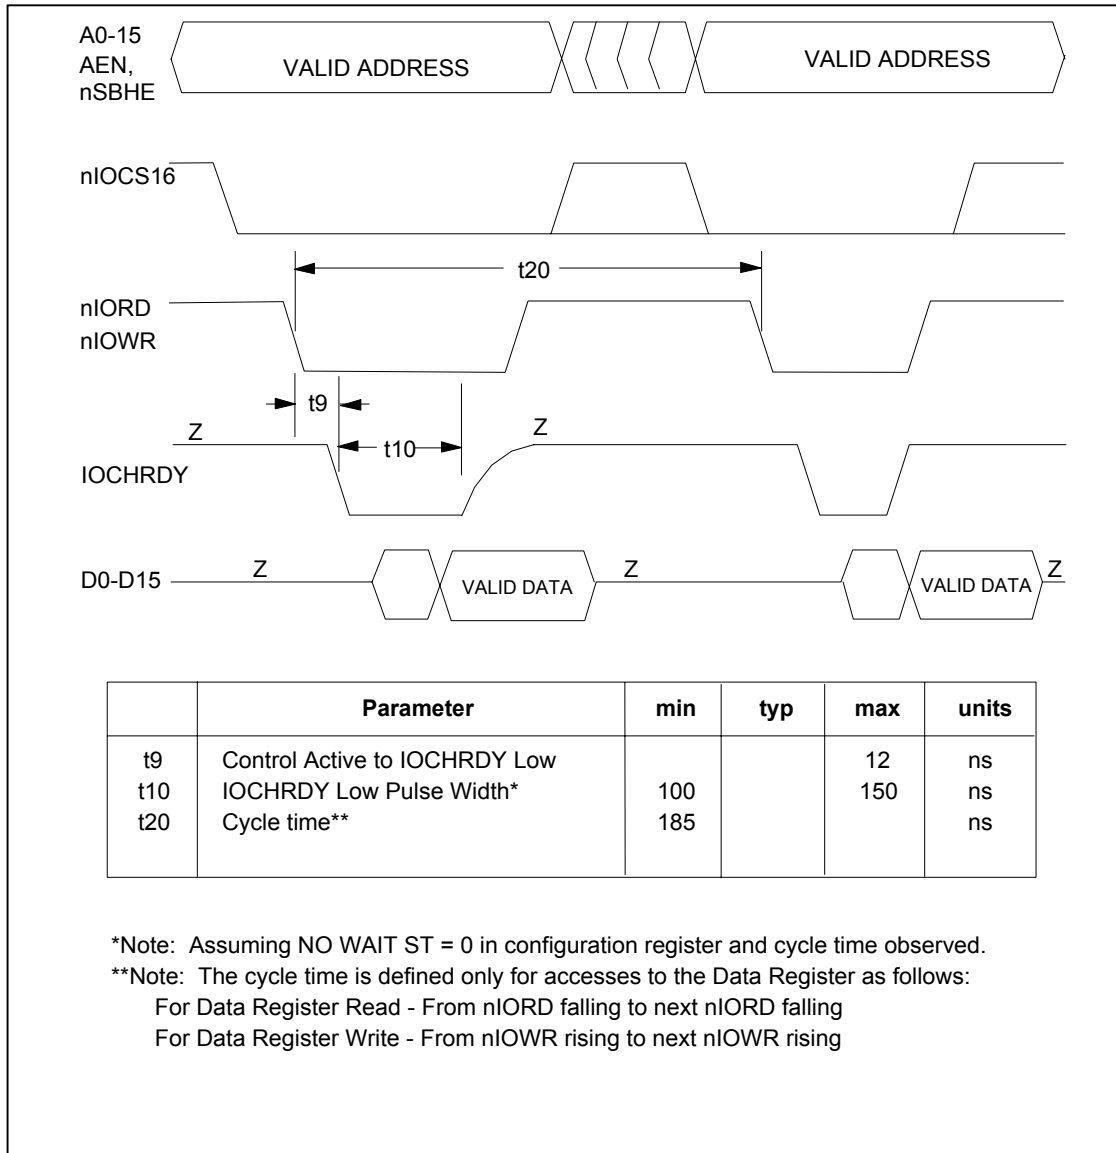 A0-15
AEN,
nSBHE
VALID ADDRESS
VALID ADDRESS
nIOCS16
t20
nIORD
nIOWR
t9
Z
t10
Z
IOCHRDY
D0-D15
Z
VALID DATA
Z
VALID DATA
Z
Parameter min typ max units
t9 Control Active to IOCHRDY Low 12 ns
t10 IOCHRDY Low Pulse Width* 100 150 ns
t20 Cycle time** 185 ns
*Note: Assuming NO WAIT ST = 0 in configuration register and cycle time observed.
**Note: The cycle time is defined only for accesses to the Data Register as follows:
For Data Register Read - From nIORD falling to next nIORD falling
For Data Register Write - From nIOWR rising to next nIOWR rising